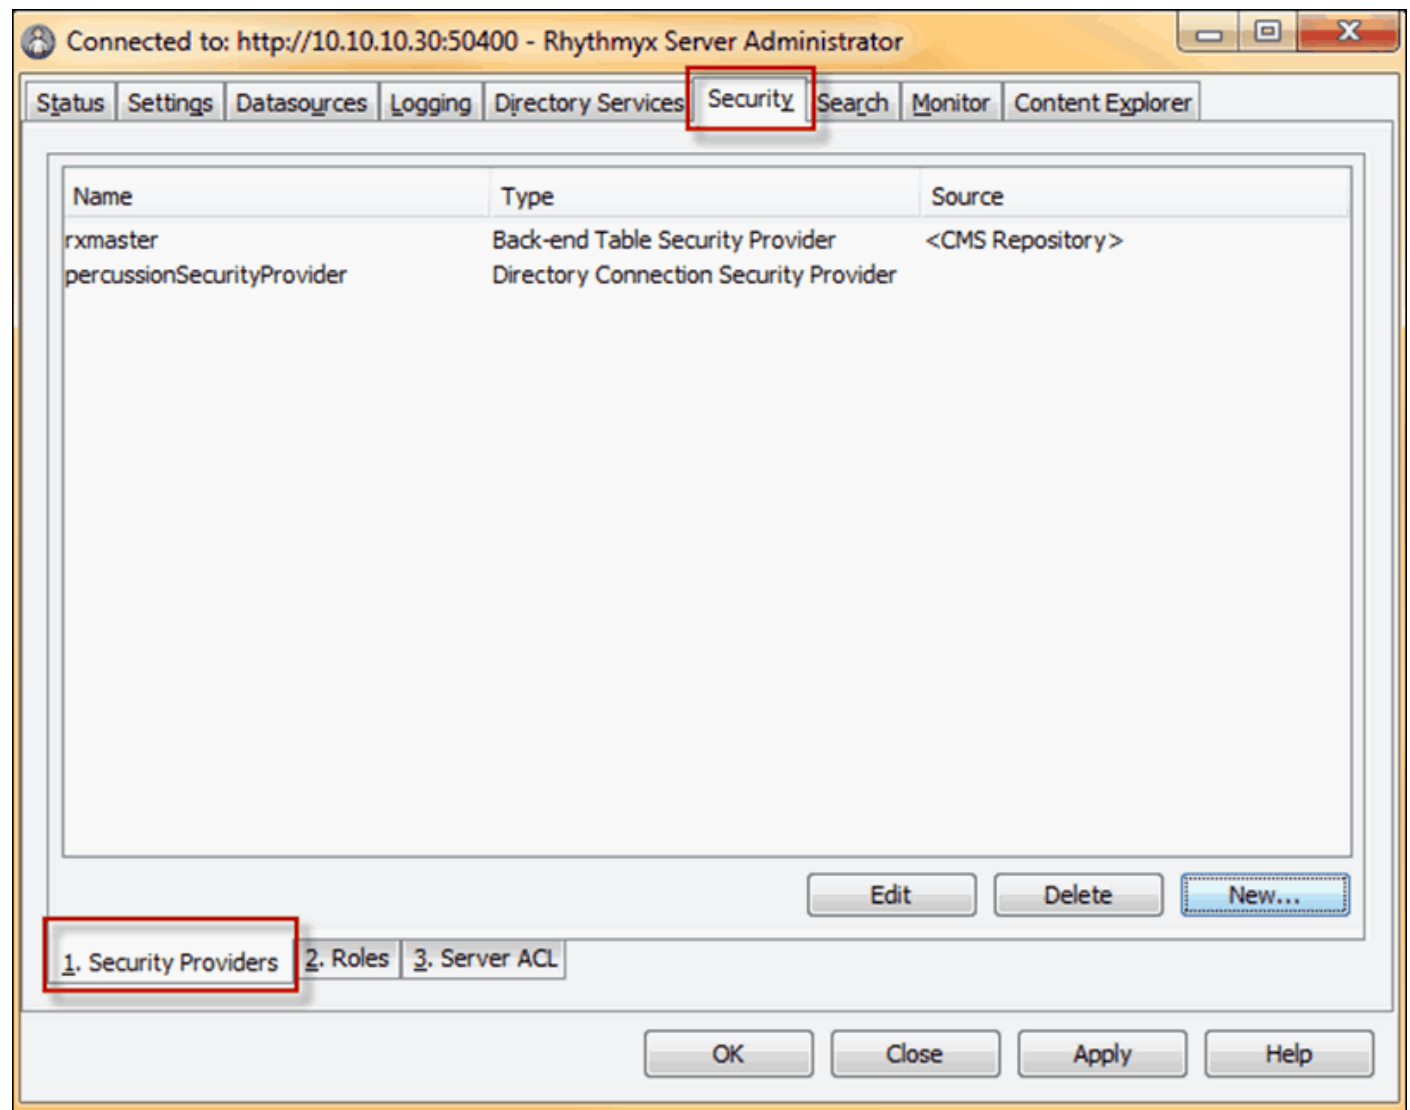 Connected to: http://10.10.10.30:50400 - Rhythmyx Server Administrator
Status Settings Datasources Logging Directory Services Security Search Monitor Content Explorer
Name Type Source
rxmaster Back-end Table Security Provider <CMS Repository>
percussionSecurityProvider Directory Connection Security Provider
Edit Delete New...
1. Security Providers 2. Roles 3. Server ACL
OK Close Apply Help